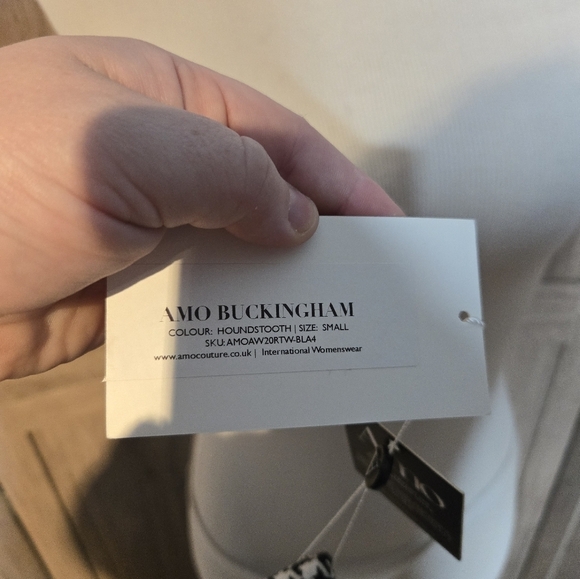 AMO BUCKINGHAM
COLOUR: HOUNDSTOOTH | SIZE: SMALL
SKU: AMOAW20RTW-BLA4
www.amocouture.co.uk | International Womenswear